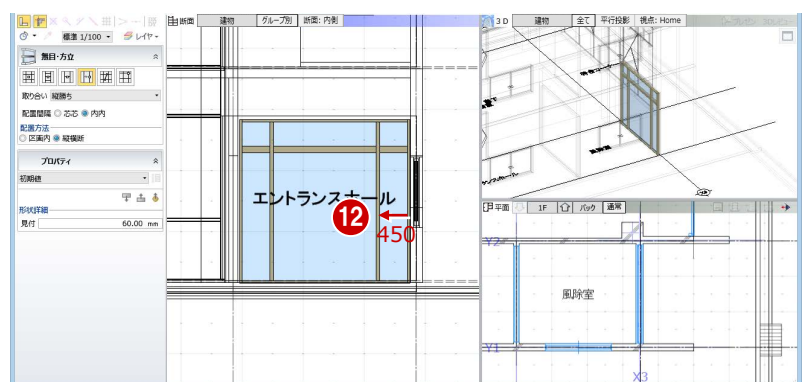 標準 1/100
レイヤ
無目・方立
取り合い 縦勝ち
配置間隔 芯芯 内内
配置方法
区画内 縦横断
プロパティ
初期値
形状詳細
見付 60.00 mm
断面 建物 グループ別 断面: 内側
エントランスホール
12
450
3D 建物 全て 平行投影 視点: Home
風除室
平面 1F バック 通常
Y2
風除室
Y1
X3